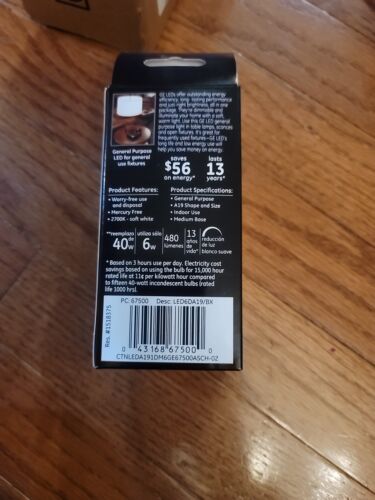 GE LEDs offer outstanding energy
efficiency, long-lasting performance
and just-right brightness, all in one
package. They're dimmable and
illuminate your home with a soft,
warm light. Use this GE LED general
purpose light in table lamps, sconces
and open fixtures. It's great for
frequently used fixtures—GE LED's
long life and low energy use will
help you save money on energy.
General Purpose
LED for general
use fixtures
saves
$56
on energy*
lasts
13
years*
Product Features:
• Worry-free use
and disposal
• Mercury Free
• 2700K - soft white
Product Specifications:
• General Purpose
• A19 Shape and Size
• Indoor Use
• Medium Base
**reemplazo de
40w
utiliza sólo
6w
480
lúmenes
13
años
de
vida*
reducción
de luz
blanco suave
* Based on 3 hours use per day. Electricity cost
savings based on using the bulb for 15,000 hour
rated life at 11¢ per kilowatt hour compared
to fifteen 40-watt incandescent bulbs (rated
life 1000 hrs).
Res. #1518375
PC: 67500 Desc: LED6DA19/BX
0 43168 67500 0